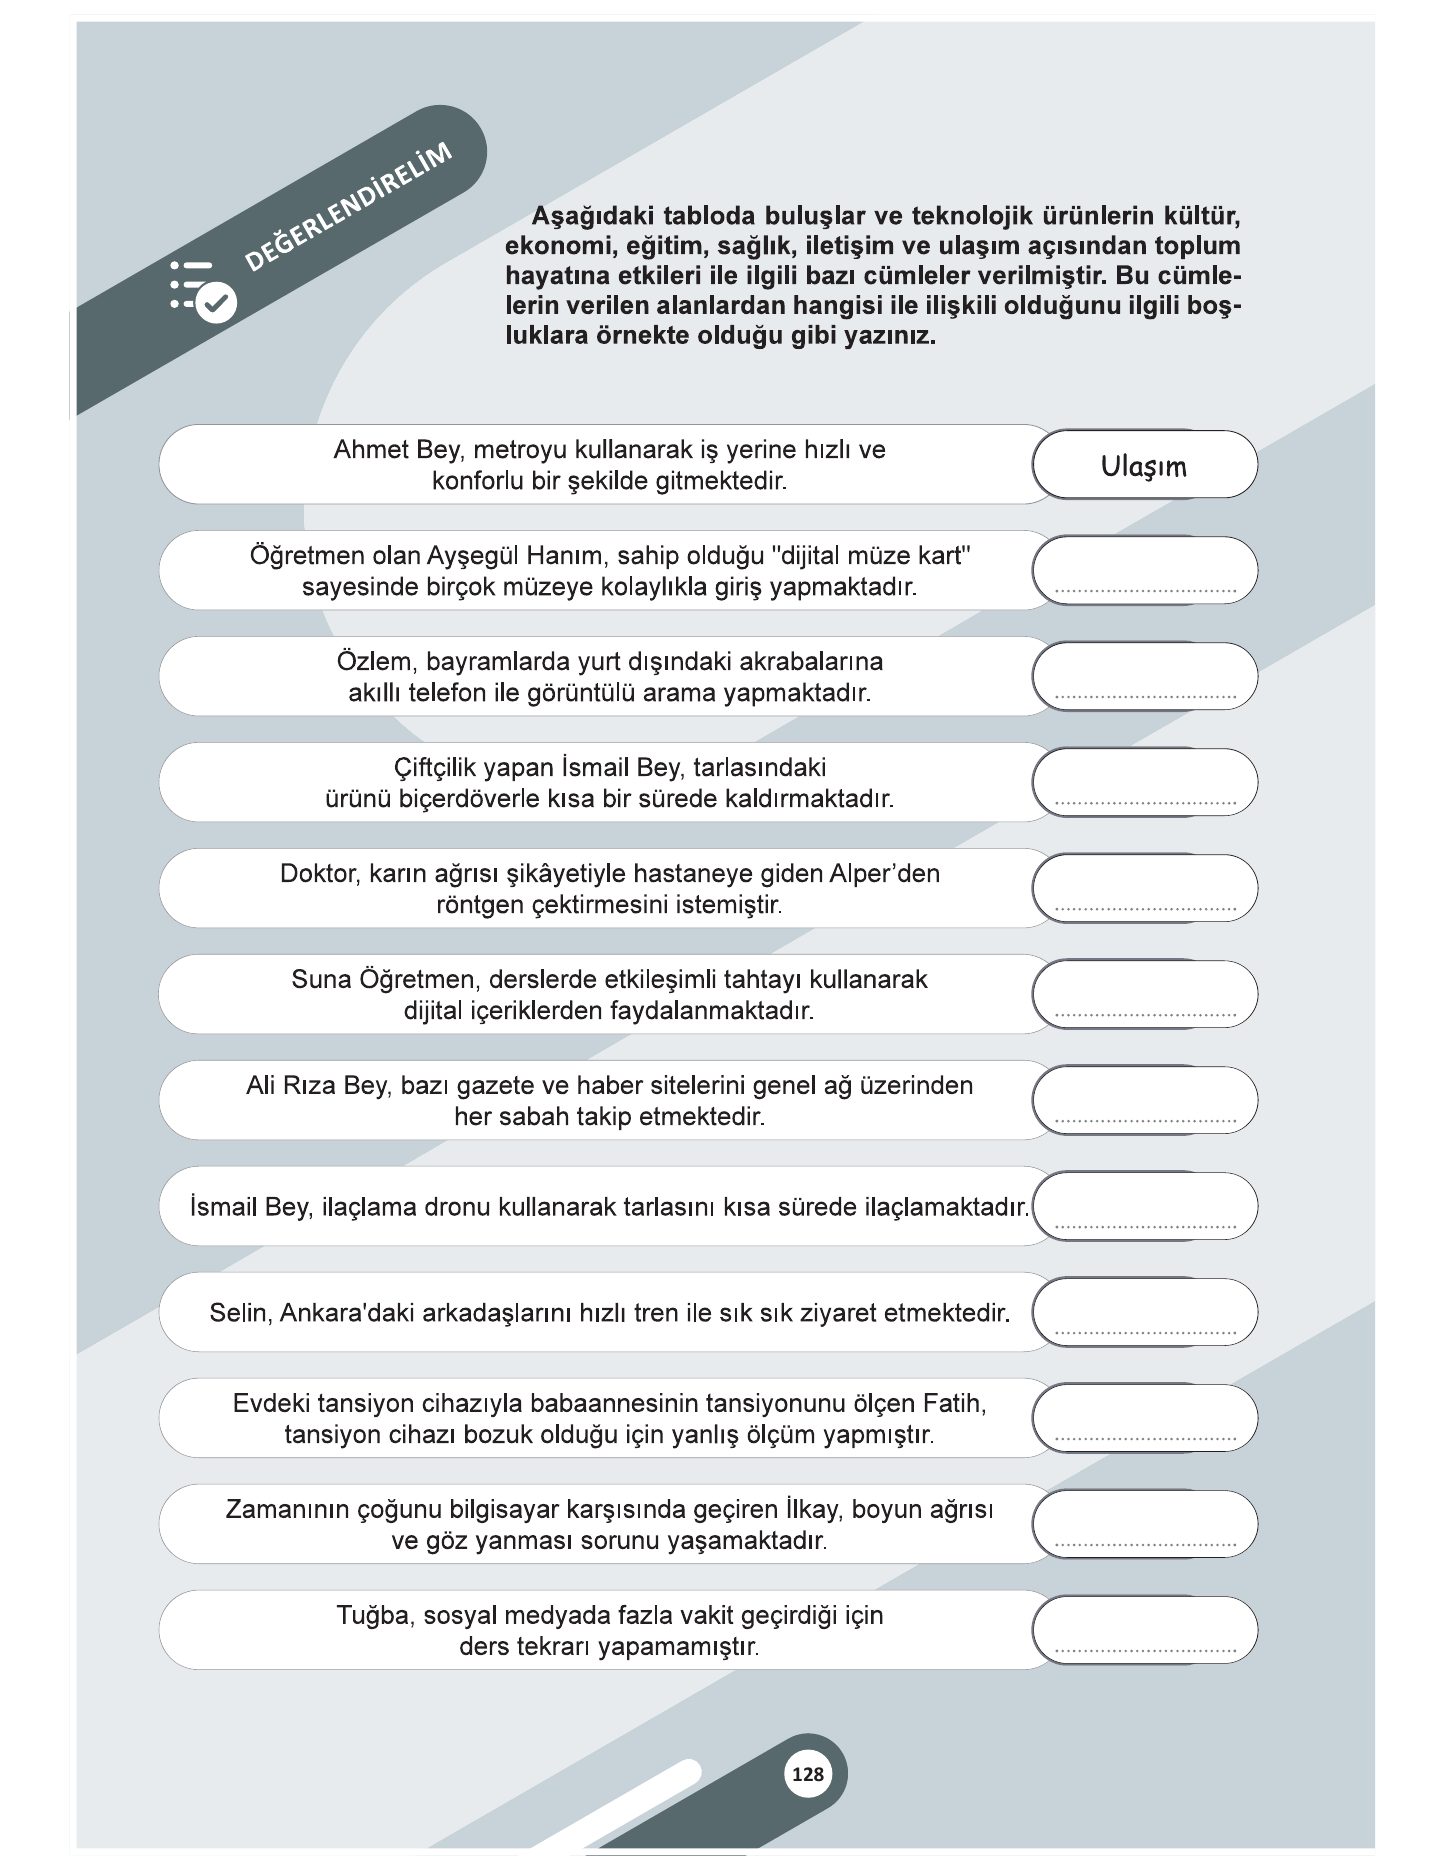 DEĞERLENDİRELİM
Aşağıdaki tabloda buluşlar ve teknolojik ürünlerin kültür,
ekonomi, eğitim, sağlık, iletişim ve ulaşım açısından toplum
hayatına etkileri ile ilgili bazı cümleler verilmiştir. Bu cümle-
lerin verilen alanlardan hangisi ile ilişkili olduğunu ilgili boş-
luklara örnekte olduğu gibi yazınız.
Ahmet Bey, metroyu kullanarak iş yerine hızlı ve
konforlu bir şekilde gitmektedir.
Ulaşım
Öğretmen olan Ayşegül Hanım, sahip olduğu "dijital müze kart"
sayesinde birçok müzeye kolaylıkla giriş yapmaktadır.
Özlem, bayramlarda yurt dışındaki akrabalarına
akıllı telefon ile görüntülü arama yapmaktadır.
Çiftçilik yapan İsmail Bey, tarlasındaki
ürünü biçerdöverle kısa bir sürede kaldırmaktadır.
Doktor, karın ağrısı şikâyetiyle hastaneye giden Alper’den
röntgen çektirmesini istemiştir.
Suna Öğretmen, derslerde etkileşimli tahtayı kullanarak
dijital içeriklerden faydalanmaktadır.
Ali Rıza Bey, bazı gazete ve haber sitelerini genel ağ üzerinden
her sabah takip etmektedir.
İsmail Bey, ilaçlama dronu kullanarak tarlasını kısa sürede ilaçlamaktadır.
Selin, Ankara'daki arkadaşlarını hızlı tren ile sık sık ziyaret etmektedir.
Evdeki tansiyon cihazıyla babaannesinin tansiyonunu ölçen Fatih,
tansiyon cihazı bozuk olduğu için yanlış ölçüm yapmıştır.
Zamanının çoğunu bilgisayar karşısında geçiren İlkay, boyun ağrısı
ve göz yanması sorunu yaşamaktadır.
Tuğba, sosyal medyada fazla vakit geçirdiği için
ders tekrarı yapamamıştır.
128